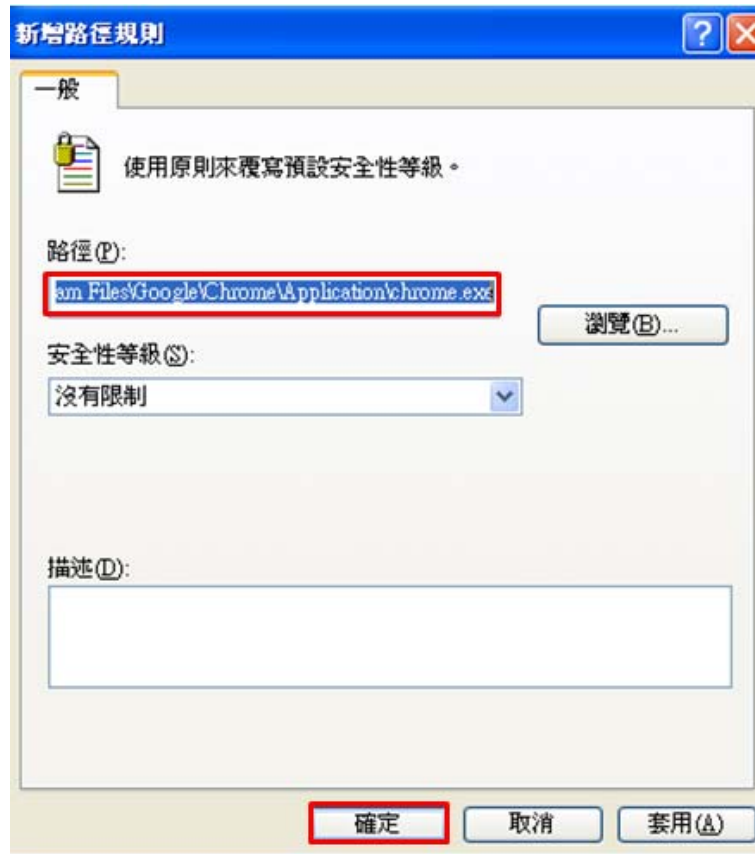 新增路徑規則
一般
使用原則來覆寫預設安全性等級。
路徑(P):
am Files\Google\Chrome\Application\chrome.exe
瀏覽(B)...
安全性等級(S):
沒有限制
描述(D):
確定
取消
套用(A)